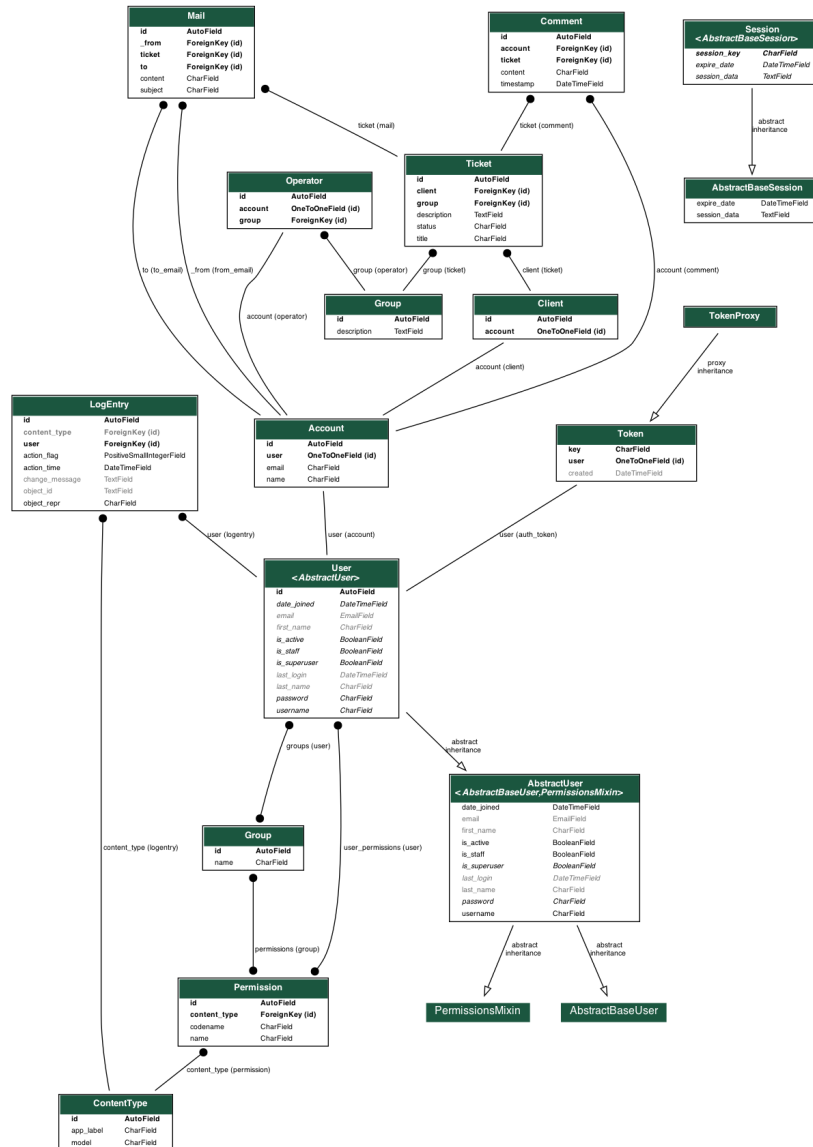 Mail
id AutoField
_from ForeignKey (id)
ticket ForeignKey (id)
to ForeignKey (id)
content CharField
subject CharField
Comment
id AutoField
account ForeignKey (id)
ticket ForeignKey (id)
content CharField
timestamp DateTimeField
Session
<AbstractBaseSession>
session_key CharField
expire_date DateTimeField
session_data TextField
ticket (mail)
ticket (comment)
abstract
inheritance
Operator
id AutoField
account OneToOneField (id)
group ForeignKey (id)
Ticket
id AutoField
client ForeignKey (id)
group ForeignKey (id)
description TextField
status CharField
title CharField
AbstractBaseSession
expire_date DateTimeField
session_data TextField
to (to_email)
_from (from_email)
group (operator)
group (ticket)
client (ticket)
account (comment)
account (operator)
Group
id AutoField
description TextField
Client
id AutoField
account OneToOneField (id)
TokenProxy
account (client)
proxy
inheritance
LogEntry
id AutoField
content_type ForeignKey (id)
user ForeignKey (id)
action_flag PositiveSmallIntegerField
action_time DateTimeField
change_message TextField
object_id TextField
object_repr CharField
Account
id AutoField
user OneToOneField (id)
email CharField
name CharField
Token
key CharField
user OneToOneField (id)
created DateTimeField
user (logentry)
user (account)
user (auth_token)
User
<AbstractUser>
id AutoField
date_joined DateTimeField
email EmailField
first_name CharField
is_active BooleanField
is_staff BooleanField
is_superuser BooleanField
last_login DateTimeField
last_name CharField
password CharField
username CharField
groups (user)
abstract
inheritance
AbstractUser
<AbstractBaseUser,PermissionsMixin>
date_joined DateTimeField
email EmailField
first_name CharField
is_active BooleanField
is_staff BooleanField
is_superuser BooleanField
last_login DateTimeField
last_name CharField
password CharField
username CharField
Group
id AutoField
name CharField
content_type (logentry)
user_permissions (user)
permissions (group)
abstract
inheritance
abstract
inheritance
Permission
id AutoField
content_type ForeignKey (id)
codename CharField
name CharField
PermissionsMixin
AbstractBaseUser
content_type (permission)
ContentType
id AutoField
app_label CharField
model CharField